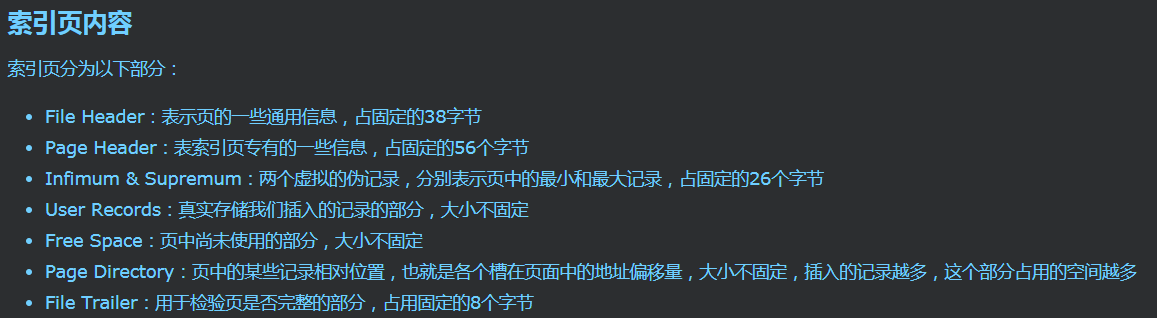 索引页内容
索引页分为以下部分：
• File Header：表示页的一些通用信息，占固定的38字节
• Page Header：表索引页专有的一些信息，占固定的56个字节
• Infimum & Supremum：两个虚拟的伪记录，分别表示页中的最小和最大记录，占固定的26个字节
• User Records：真实存储我们插入的记录的部分，大小不固定
• Free Space：页中尚未使用的部分，大小不固定
• Page Directory：页中的某些记录相对位置，也就是各个槽在页面中的地址偏移量，大小不固定，插入的记录越多，这个部分占用的空间越多
• File Trailer：用于检验页是否完整的部分，占用固定的8个字节